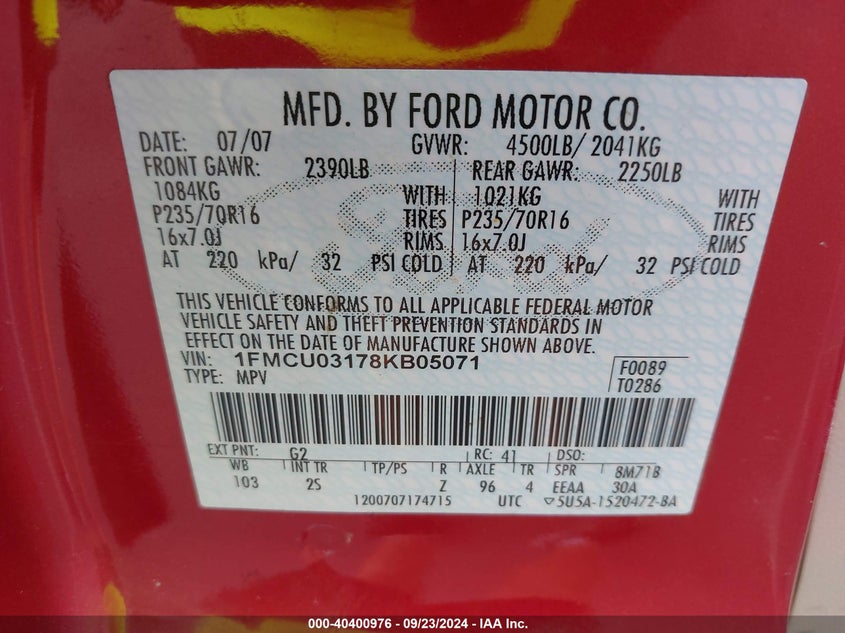 MFD. BY FORD MOTOR CO.
DATE: 07/07 GVWR: 4500LB/ 2041KG
FRONT GAWR: 2390LB REAR GAWR: 2250LB
1084KG WITH 1021KG WITH
P235/70R16 TIRES P235/70R16 TIRES
16x7.0J RIMS 16x7.0J RIMS
AT 220 kPa/ 32 PSI COLD AT 220 kPa/ 32 PSI COLD
THIS VEHICLE CONFORMS TO ALL APPLICABLE FEDERAL MOTOR
VEHICLE SAFETY AND THEFT PREVENTION STANDARDS IN
EFFECT ON THE DATE OF MANUFACTURE SHOWN ABOVE.
VIN: 1FMCU03178KB05071 F0089
TYPE: MPV T0286
EXT PNT: G2 RC: 41 DSO:
WB INT TR TP/PS R AXLE TR SPR 8M71B
103 2S Z 96 4 EEAA 30A
1200707174715 UTC ▽5U5A-1520472-BA
000-40400976 - 09/23/2024 - IAA Inc.